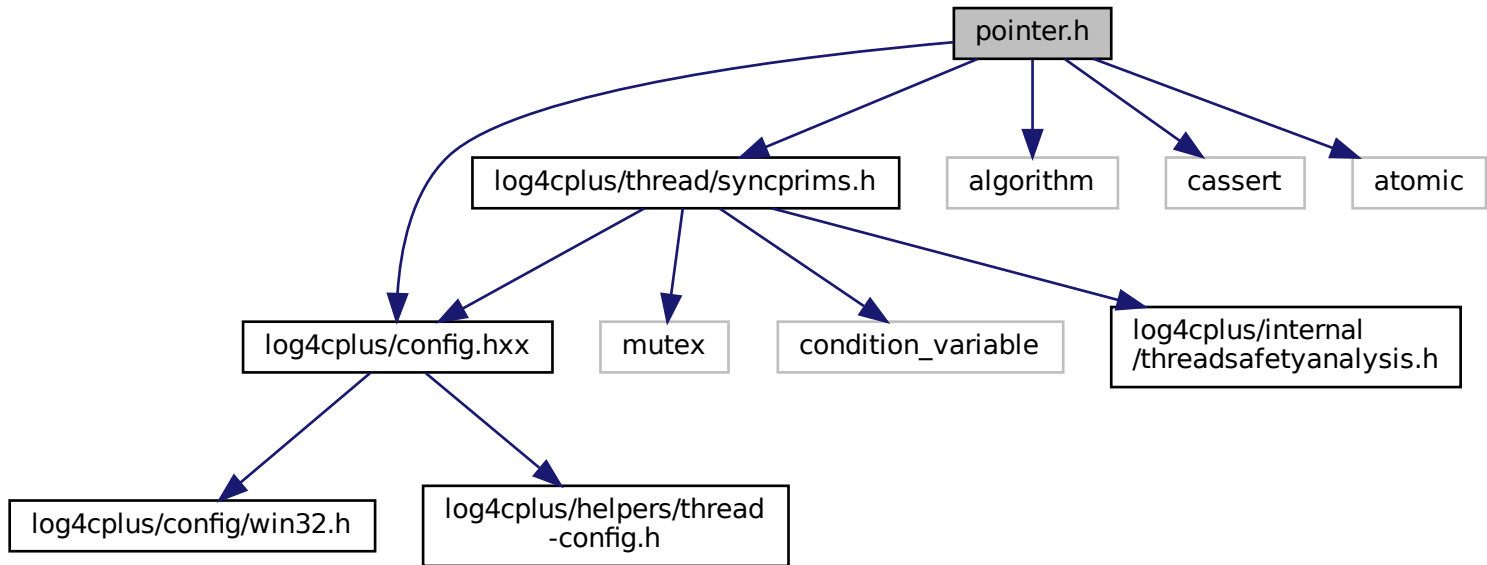 pointer.h
log4cplus/thread/syncprims.h
algorithm
cassert
atomic
log4cplus/config.hxx
mutex
condition_variable
log4cplus/internal
/threadsafetyanalysis.h
log4cplus/config/win32.h
log4cplus/helpers/thread
-config.h